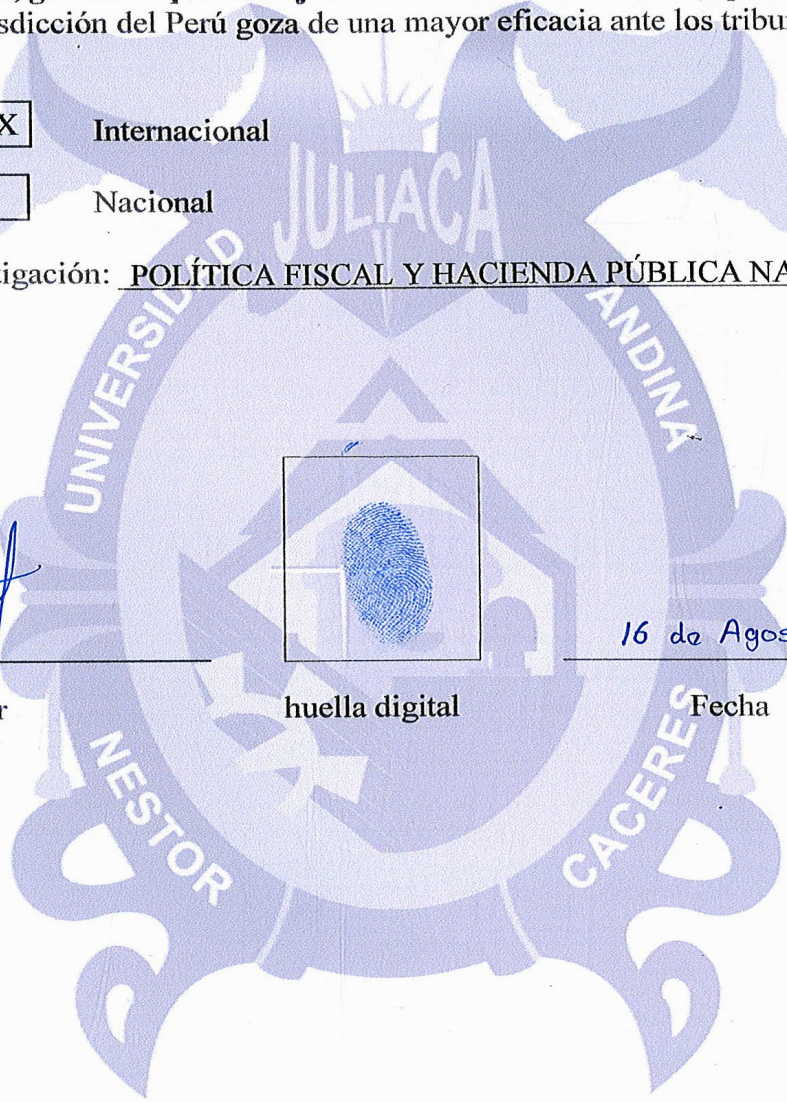 sdicción del Perú goza de una mayor eficacia ante los tribu
X Internacional
Nacional
tigación: POLÍTICA FISCAL Y HACIENDA PÚBLICA NA
16 de Agos
r huella digital Fecha
UNIVERSIDAD ANDINA
NESTOR CACERES
JULIACA